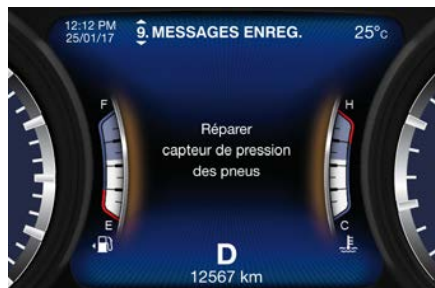 12:12 PM
25/01/17
9. MESSAGES ENREG.
25°c
F
H
Réparer
capteur de pression
des pneus
E
C
D
12567 km